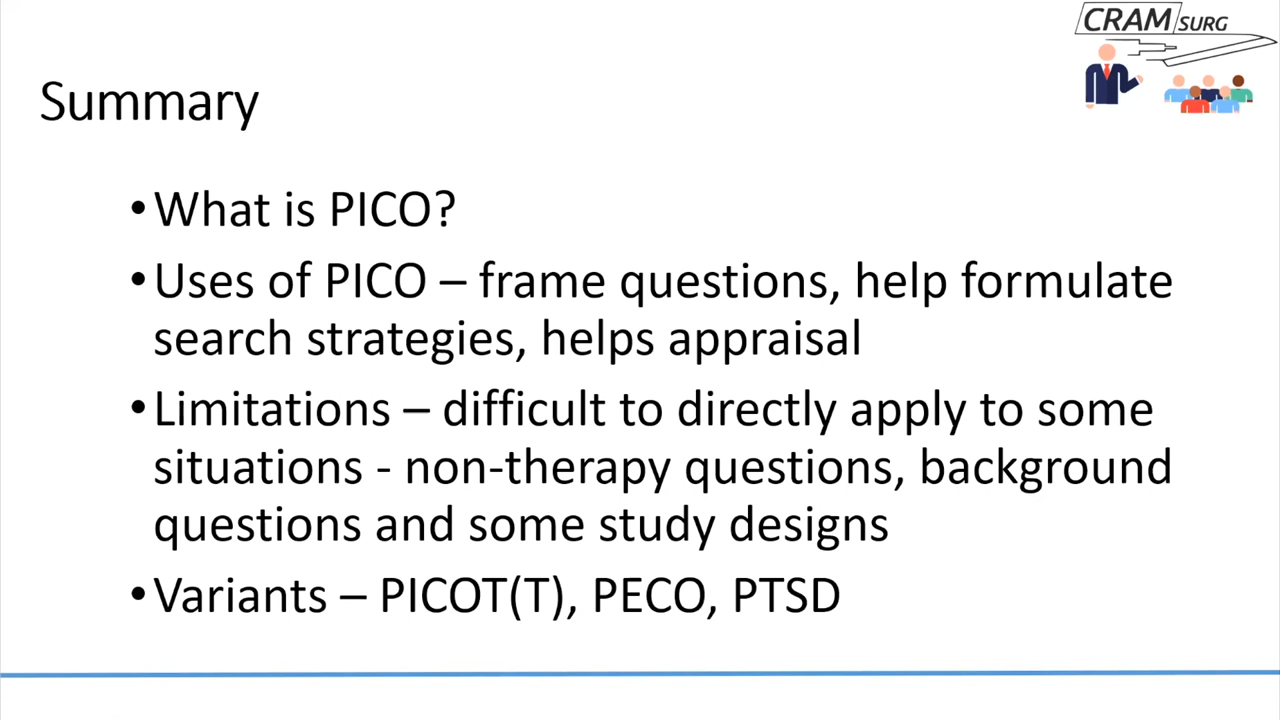 CRAM SURG
Summary
•What is PICO?
•Uses of PICO – frame questions, help formulate
search strategies, helps appraisal
•Limitations – difficult to directly apply to some
situations - non-therapy questions, background
questions and some study designs
•Variants – PICOT(T), PECO, PTSD